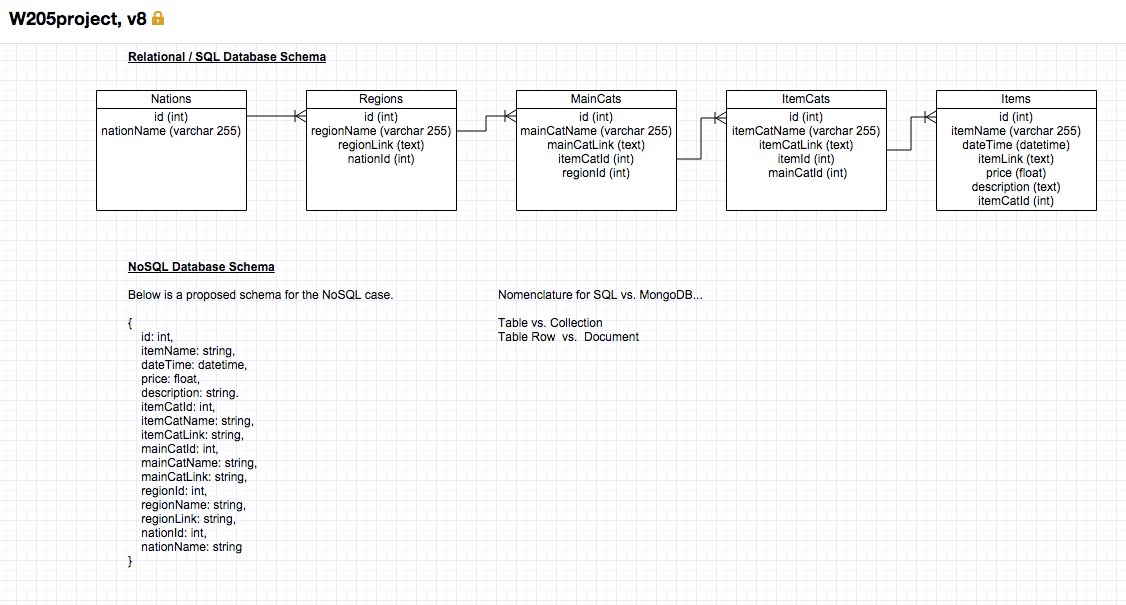 W205project, v8
Relational / SQL Database Schema
Nations
id (int)
nationName (varchar 255)
Regions
id (int)
regionName (varchar 255)
regionLink (text)
nationId (int)
MainCats
id (int)
mainCatName (varchar 255)
mainCatLink (text)
itemCatId (int)
regionId (int)
ItemCats
id (int)
itemCatName (varchar 255)
itemCatLink (text)
itemId (int)
mainCatId (int)
Items
id (int)
itemName (varchar 255)
dateTime (datetime)
itemLink (text)
price (float)
description (text)
itemCatId (int)
NoSQL Database Schema
Below is a proposed schema for the NoSQL case.
{
id: int,
itemName: string,
dateTime: datetime,
price: float,
description: string.
itemCatId: int,
itemCatName: string,
itemCatLink: string,
mainCatId: int,
mainCatName: string,
mainCatLink: string,
regionId: int,
regionName: string,
regionLink: string,
nationId: int,
nationName: string
}
Nomenclature for SQL vs. MongoDB...
Table vs. Collection
Table Row vs. Document